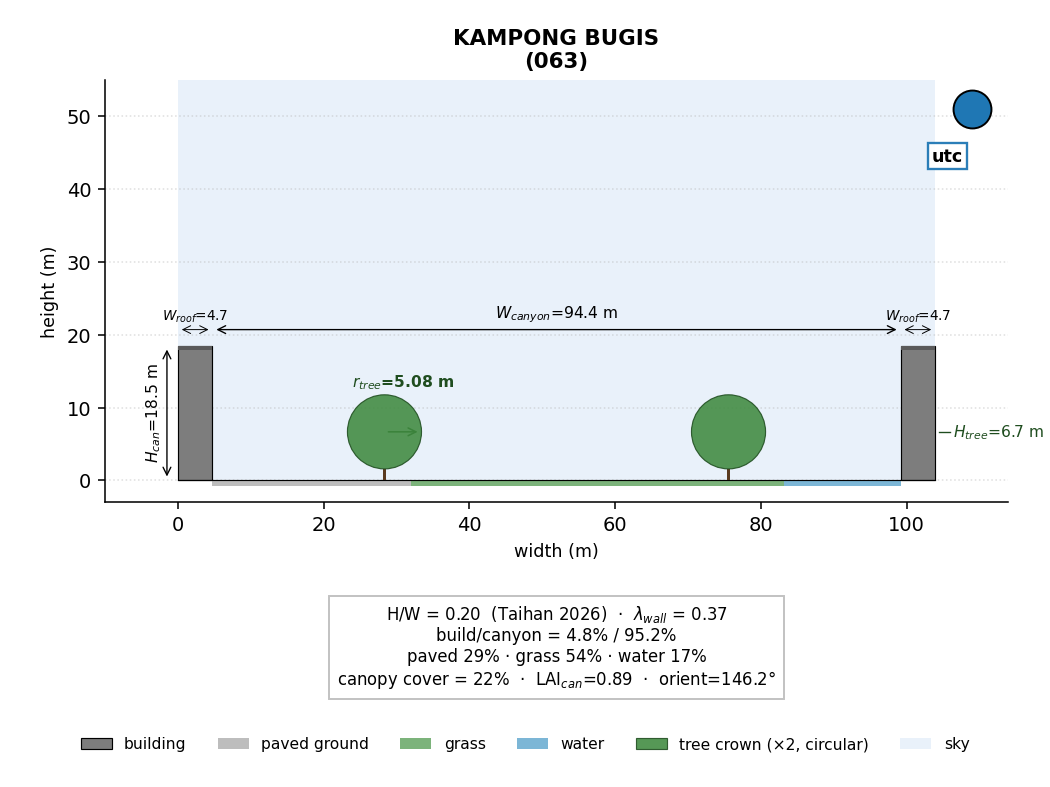 KAMPONG BUGIS
(063)
50
40
30
20
10
0
height (m)
utc
W_roof=4.7
W_canyon=94.4 m
W_roof=4.7
H_can=18.5 m
r_tree=5.08 m
H_tree=6.7 m
0 20 40 60 80 100
width (m)
H/W = 0.20 (Taihan 2026) · λ_wall = 0.37
build/canyon = 4.8% / 95.2%
paved 29% · grass 54% · water 17%
canopy cover = 22% · LAI_can=0.89 · orient=146.2°
building paved ground grass water tree crown (×2, circular) sky